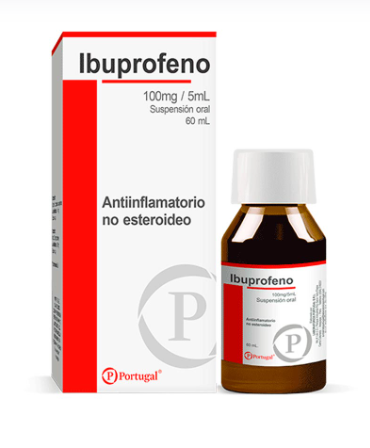 Ibuprofeno
100mg / 5mL
Suspensión oral
60 mL
Antiinflamatorio
no esteroideo
P
P Portugal®
Ibuprofeno
100mg/5mL
Suspensión oral
Antiinflamatorio
no esteroideo
P
60 mL
P Portugal®